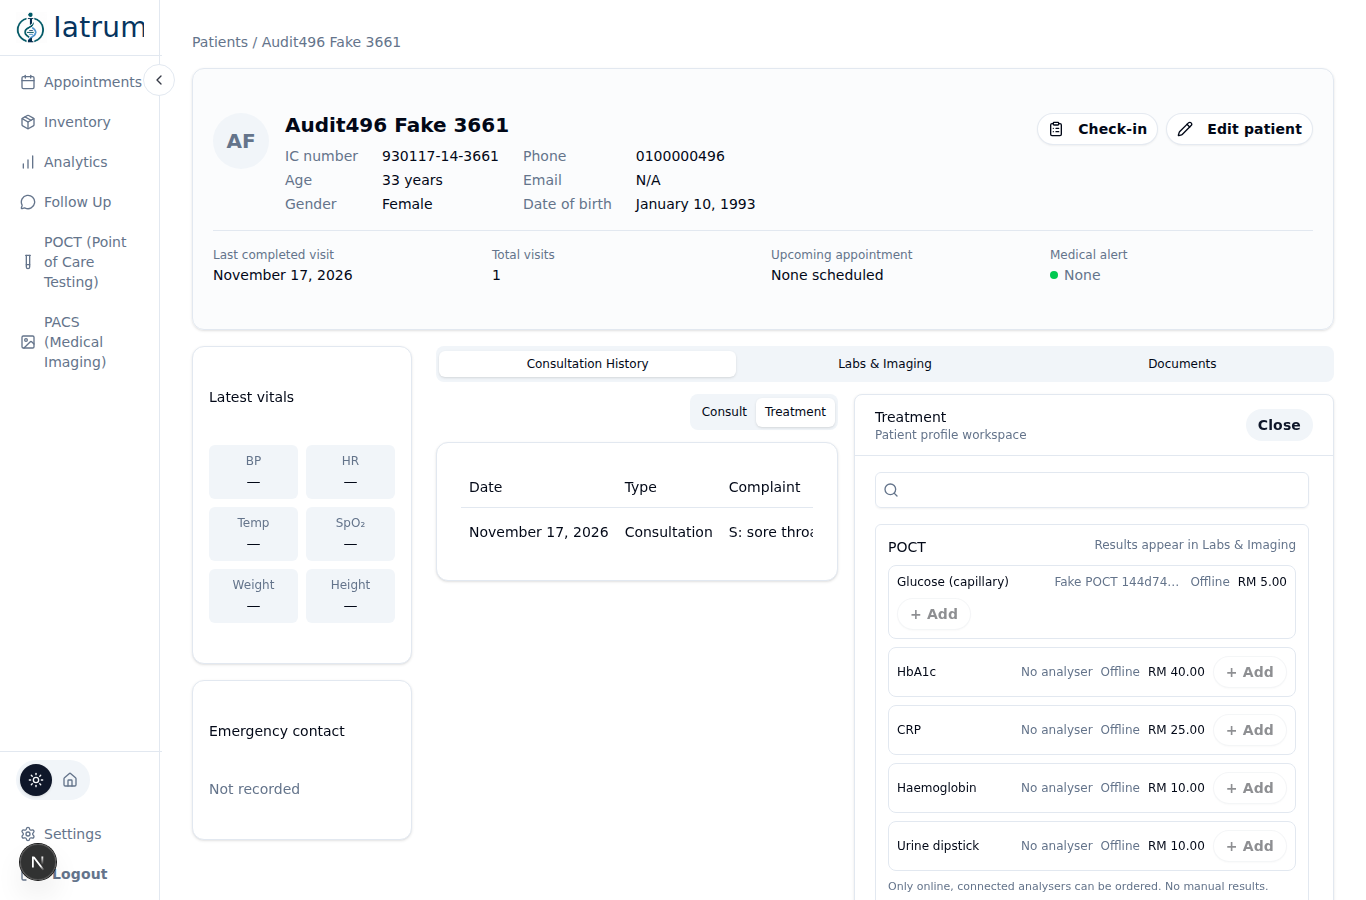 Iatrum
Appointments
Inventory
Analytics
Follow Up
POCT (Point
of Care
Testing)
PACS
(Medical
Imaging)
Settings
N
Logout
Patients / Audit496 Fake 3661
AF
Audit496 Fake 3661
IC number 930117-14-3661 Phone 0100000496
Age 33 years Email N/A
Gender Female Date of birth January 10, 1993
Check-in Edit patient
Last completed visit Total visits Upcoming appointment Medical alert
November 17, 2026 1 None scheduled None
Latest vitals
BP HR
— —
Temp SpO₂
— —
Weight Height
— —
Emergency contact
Not recorded
Consultation History Labs & Imaging Documents
Consult Treatment
Date Type Complaint
November 17, 2026 Consultation S: sore throa
Treatment
Patient profile workspace
Close
POCT Results appear in Labs & Imaging
Glucose (capillary) Fake POCT 144d74... Offline RM 5.00
+ Add
HbA1c No analyser Offline RM 40.00 + Add
CRP No analyser Offline RM 25.00 + Add
Haemoglobin No analyser Offline RM 10.00 + Add
Urine dipstick No analyser Offline RM 10.00 + Add
Only online, connected analysers can be ordered. No manual results.